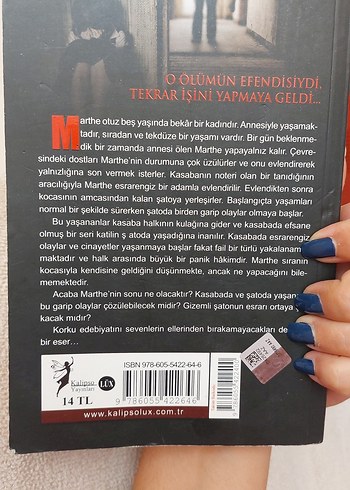 O ÖLÜMÜN EFENDİSİYDİ,
TEKRAR İŞİNİ YAPMAYA GELDİ...
Marthe otuz beş yaşında bekâr bir kadındır. Annesiyle yaşamak-
tadır, sıradan ve tekdüze bir yaşamı vardır. Bir gün beklenme-
dik bir zamanda annesi ölen Marthe yapayalnız kalır. Çevre-
sindeki dostları Marthe'nin durumuna çok üzülürler ve onu evlendirerek
yalnızlığına son vermek isterler. Kasabanın noteri olan bir tanıdığının
aracılığıyla Marthe esrarengiz bir adamla evlendirilir. Evlendikten sonra
kocasının amcasından kalan şatoya yerleşirler. Başlangıçta yaşamları
normal bir şekilde sürerken şatoda birden garip olaylar olmaya başlar.
Bu yaşananlar kasaba halkının kulağına gider ve kasabada efsane
olmuş bir seri katilin şatoda yaşadığına inanılır. Kasabada esrarengiz
olaylar ve cinayetler yaşanmaya başlar fakat fail bir türlü yakalanama-
maktadır ve halk arasında büyük bir panik hâkimdir. Marthe sıranın
kocasıyla kendisine geldiğini düşünmekte, ancak ne yapacağını bile-
memektedir.
Acaba Marthe'nin sonu ne olacaktır? Kasabada ve şatoda yaşanan
bu garip olaylar çözülebilecek midir? Gizemli şatonun esrarı ortaya
kacak mıdır?
Korku edebiyatını sevenlerin ellerinden bırakamayacakları
bir eser...
Kalipso
Yayınları
LÜX
14 TL
www.kalipsolux.com.tr
ISBN 978-605-5422-64-6
9 786055 422646